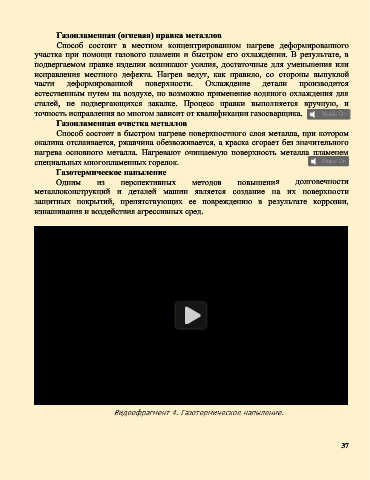 Газопламенная (огневая) правка металлов
Способ состоит в местном концентрированном нагреве деформированного
участка при помощи газового пламени и быстром его охлаждении. В результате, в
подвергаемом правке изделии возникают усилия, достаточные для уменьшения или
исправления местного дефекта. Нагрев ведут, как правило, со стороны выпуклой
части деформированной поверхности. Охлаждение детали производится
естественным путем на воздухе, но возможно применение водяного охлаждения для
сталей, не подвергающихся закалке. Процесс правки выполняется вручную, и
точность исправления во многом зависит от квалификации газосварщика.
Газопламенная очистка металлов
Способ состоит в быстром нагреве поверхностного слоя металла, при котором
окалина отслаивается, ржавчина обезвоживается, а краска сгорает без значительного
нагрева основного металла. Нагревают очищаемую поверхность металла пламенем
специальных многопламенных горелок.
Газотермическое напыление
Одним из перспективных методов повышения долговечности
металлоконструкций и деталей машин является создание на их поверхности
защитных покрытий, препятствующих ее повреждению в результате коррозии,
изнашивания и воздействия агрессивных сред.
Видеофрагмент 4. Газотермическое напыление.
37